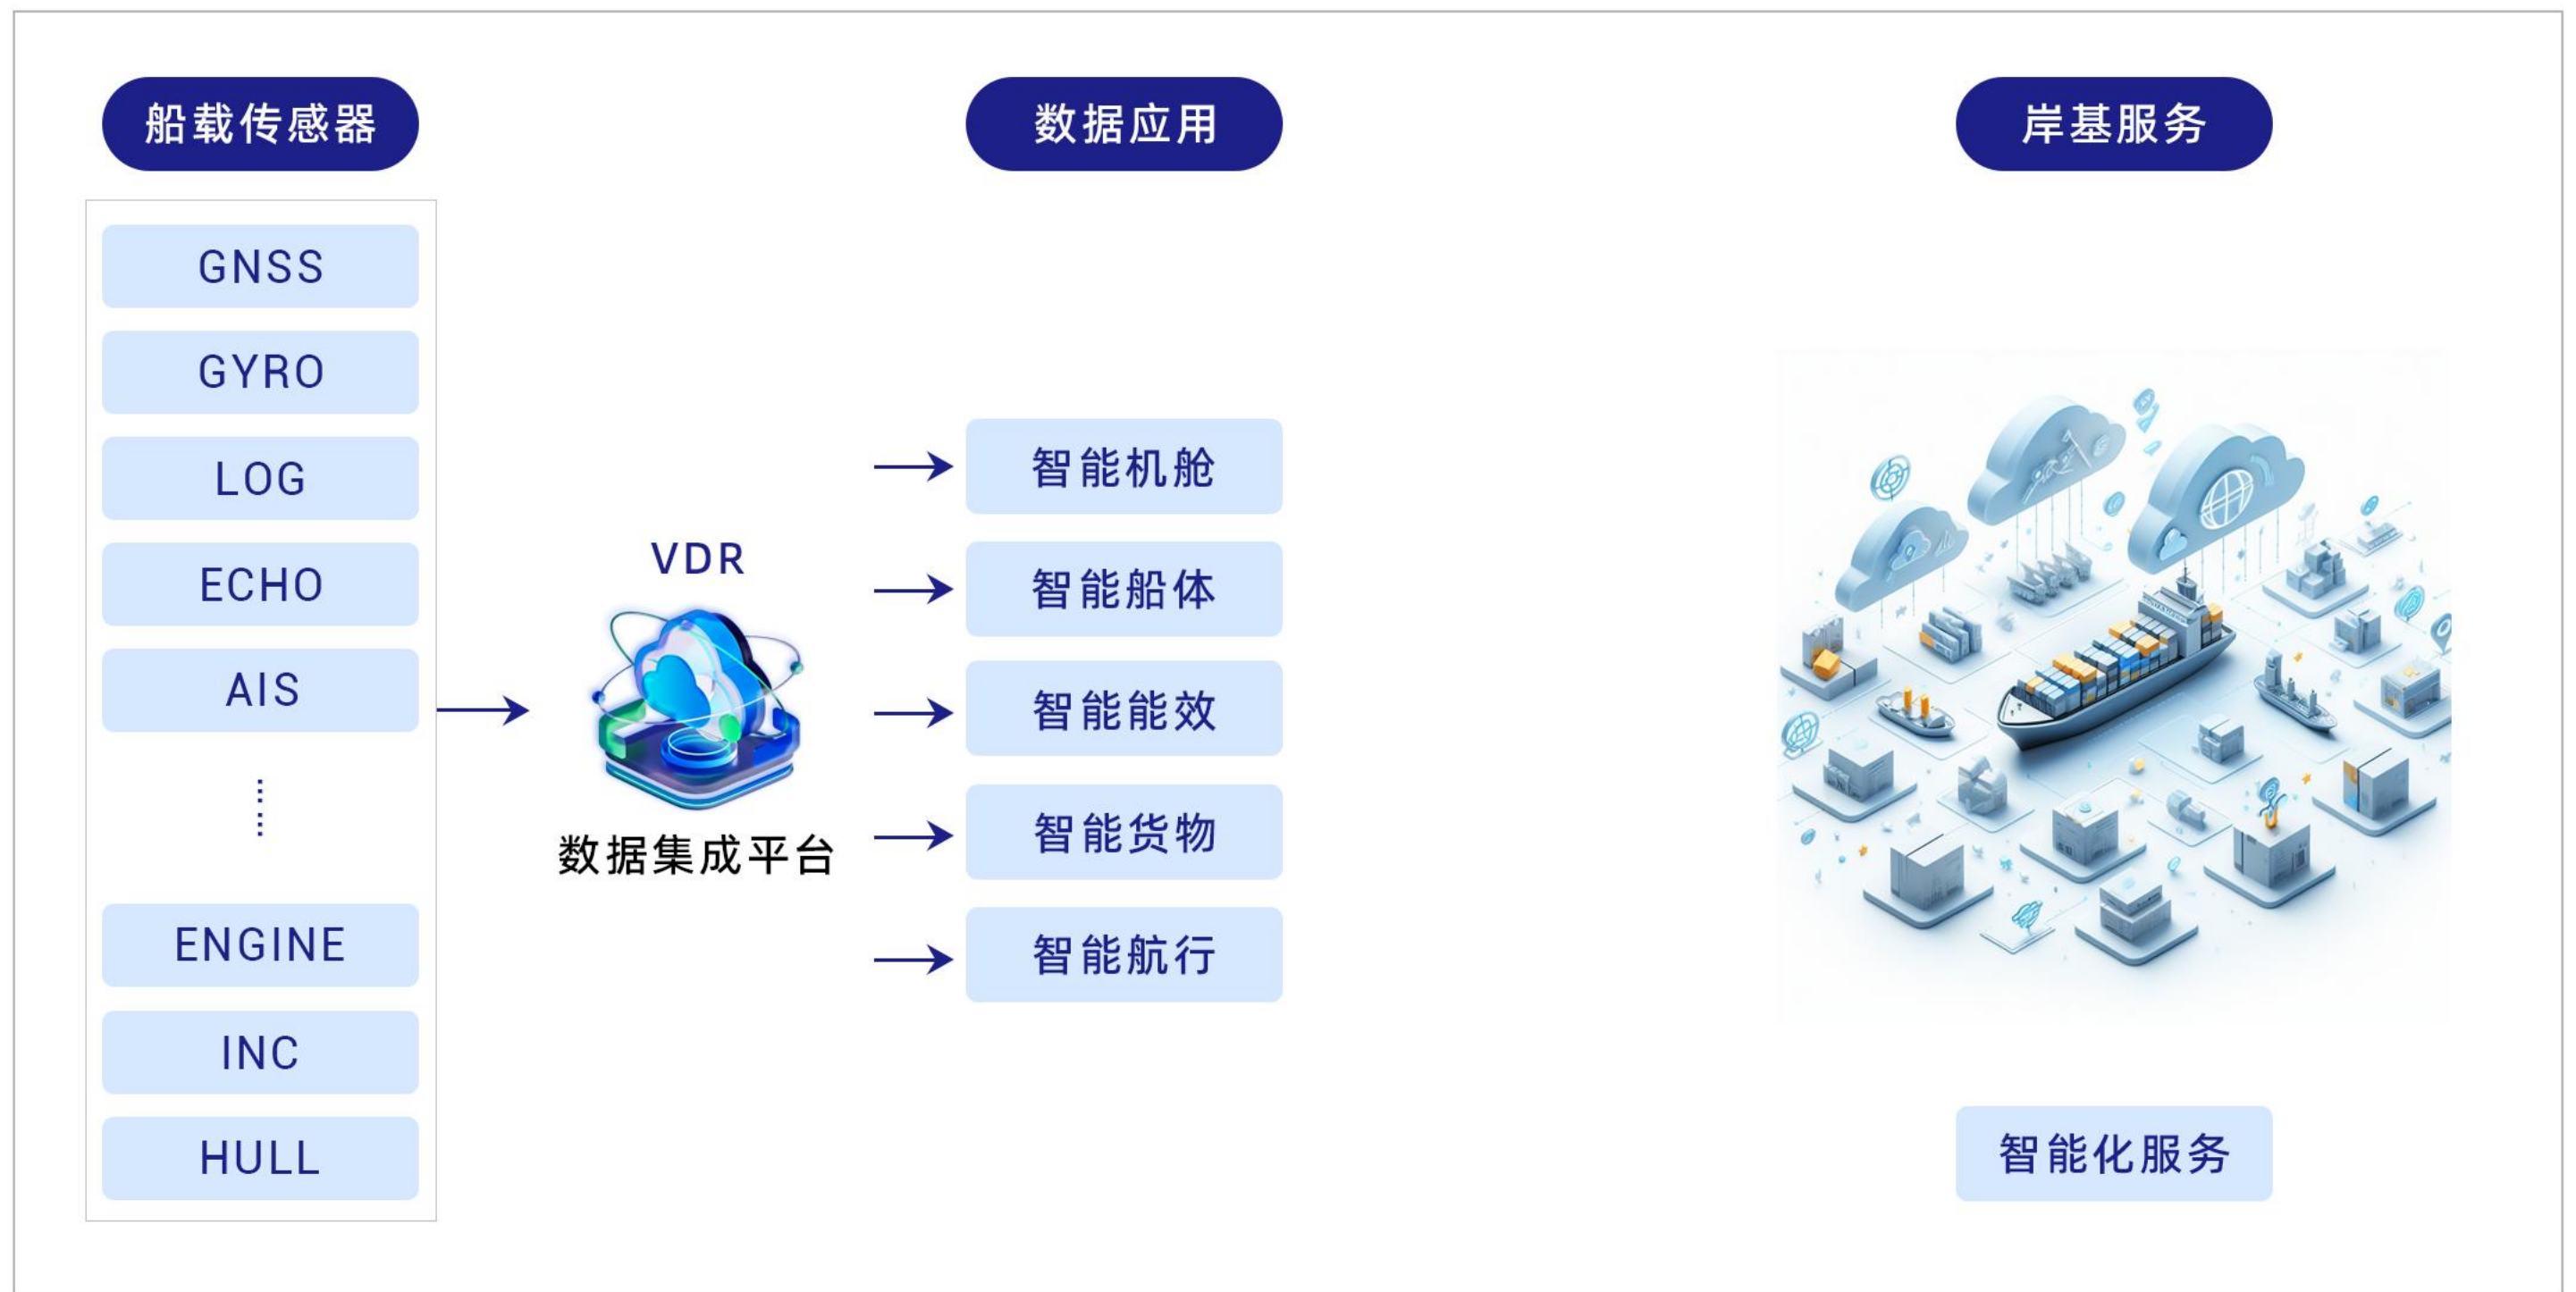 船载传感器
数据应用
岸基服务
GNSS
GYRO
LOG
ECHO
AIS
ENGINE
INC
HULL
VDR
数据集成平台
智能机舱
智能船体
智能能效
智能货物
智能航行
智能化服务